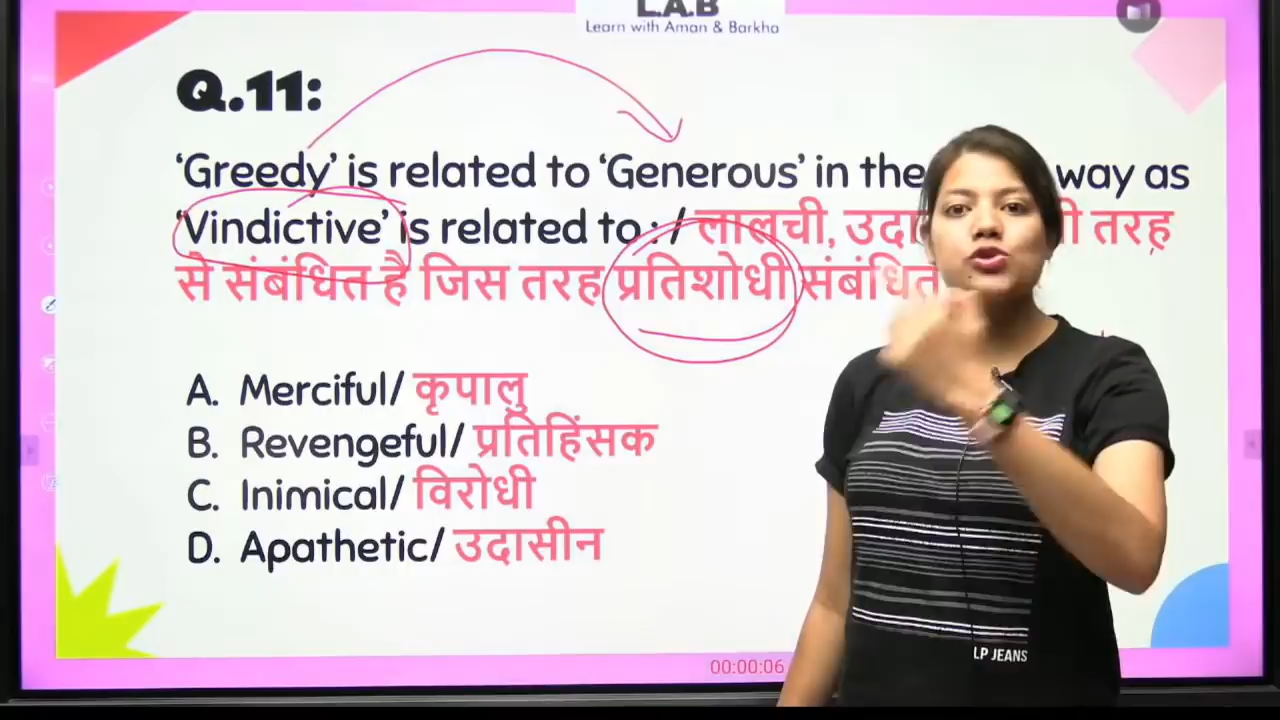 L.A.B
Learn with Aman & Barkha
Q.11:
‘Greedy’ is related to ‘Generous’ in the way as
‘Vindictive’ is related to : / लालची, तरह
से संबंधित है जिस तरह प्रतिशोधी संबंधित
A. Merciful/ कृपालु
B. Revengeful/ प्रतिहिंसक
C. Inimical/ विरोधी
D. Apathetic/ उदासीन
LP JEANS
00:00:06